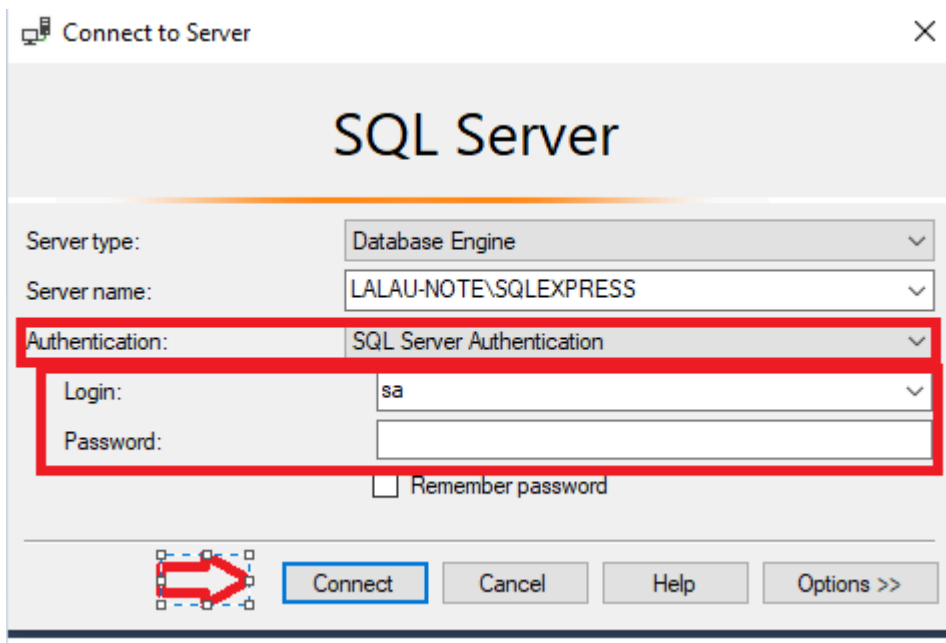 Connect to Server
SQL Server
Server type: Database Engine
Server name: LALAU-NOTE\SQLEXPRESS
Authentication: SQL Server Authentication
Login: sa
Password:
Remember password
Connect Cancel Help Options >>